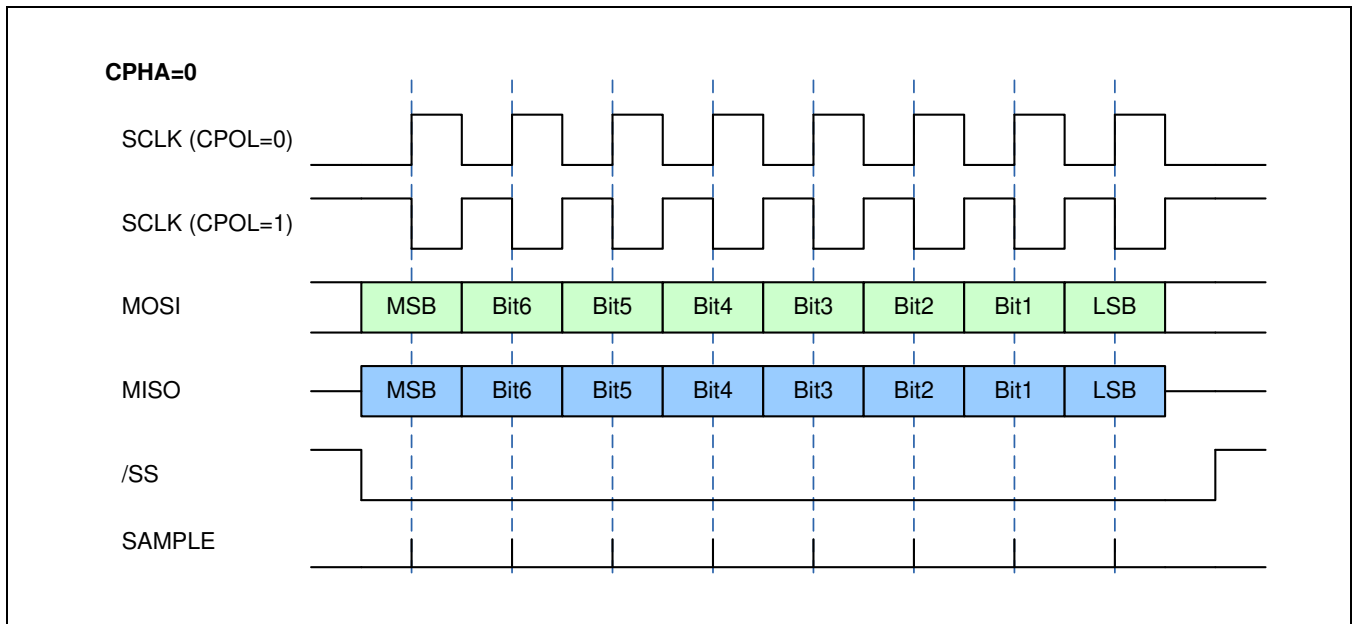 CPHA=0
SCLK (CPOL=0)
SCLK (CPOL=1)
MOSI MSB Bit6 Bit5 Bit4 Bit3 Bit2 Bit1 LSB
MISO MSB Bit6 Bit5 Bit4 Bit3 Bit2 Bit1 LSB
/SS
SAMPLE